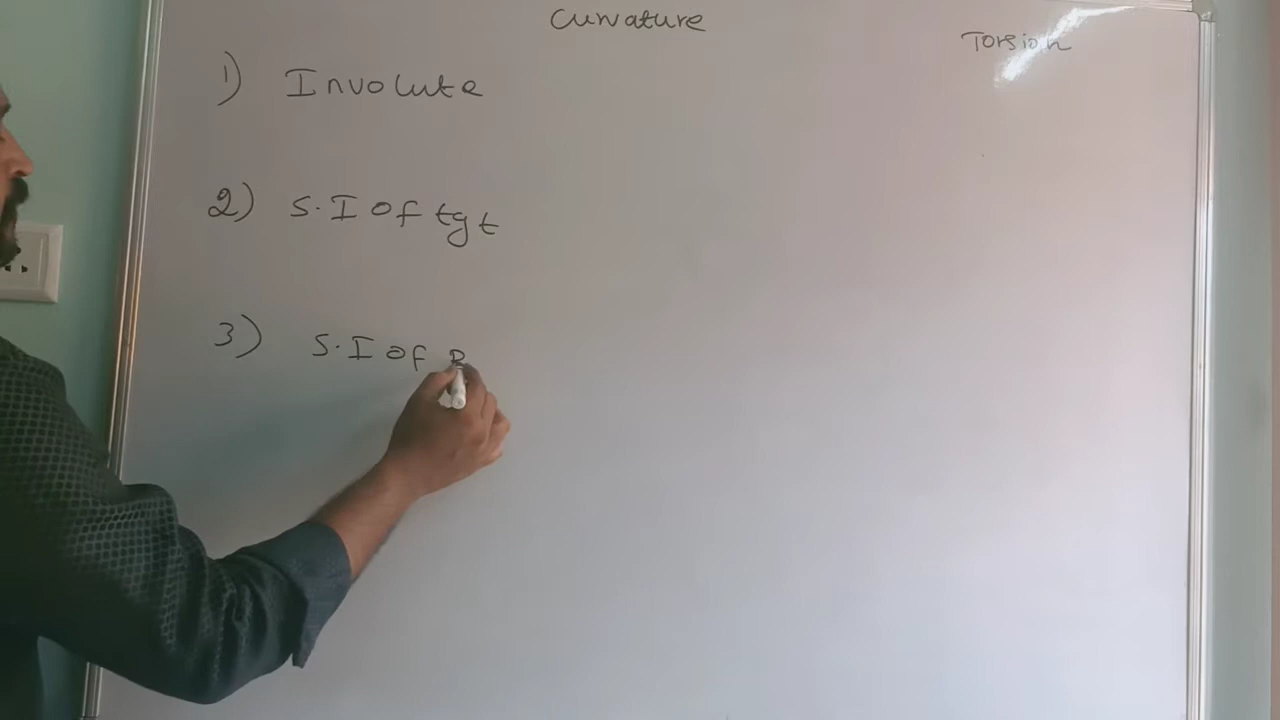 Curvature
Torsion
1) Involute
2) S.I of tgt
3) S.I of B